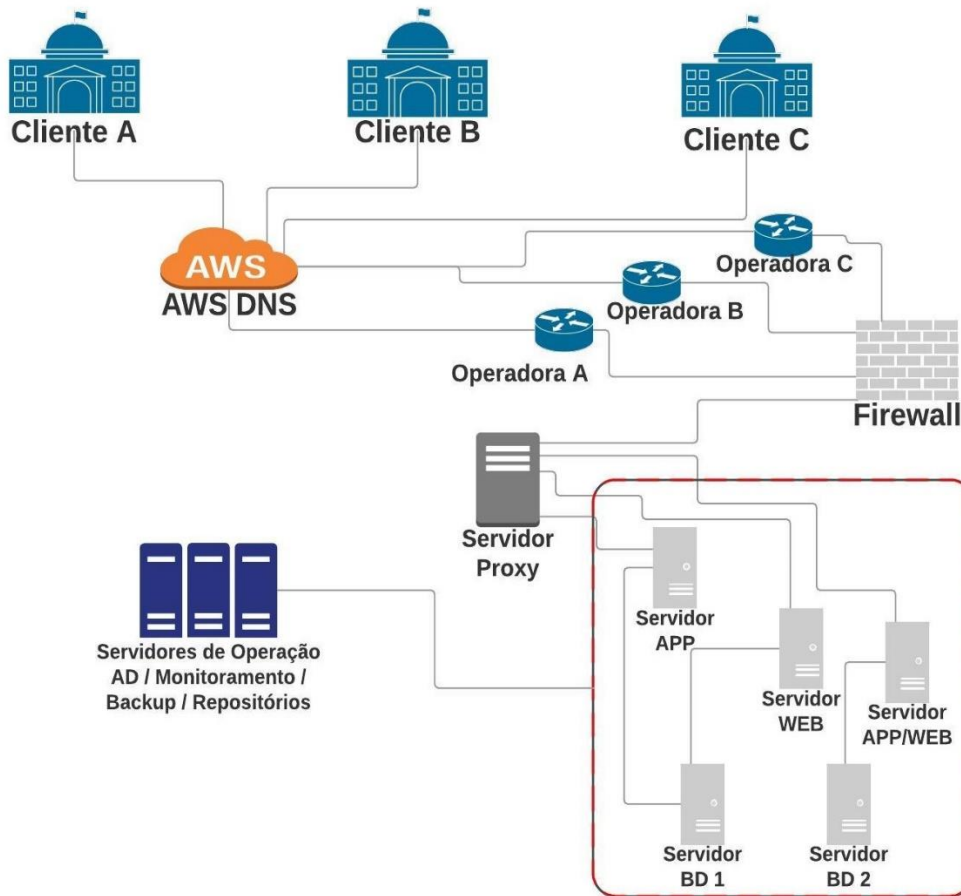 Cliente A
Cliente B
Cliente C
AWS
AWS DNS
Operadora C
Operadora B
Operadora A
Firewall
Servidor
Proxy
Servidores de Operação
AD / Monitoramento /
Backup / Repositórios
Servidor
APP
Servidor
WEB
Servidor
APP/WEB
Servidor
BD 1
Servidor
BD 2